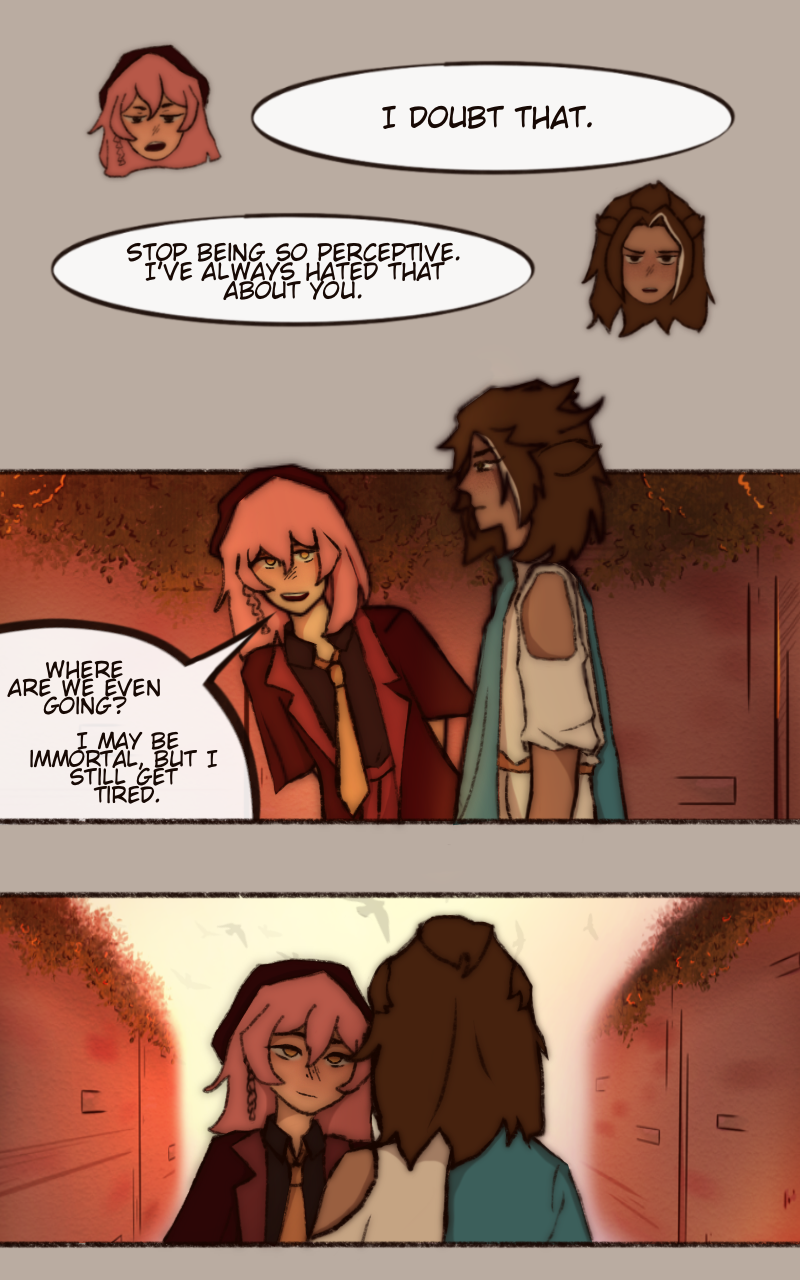 I DOUBT THAT.
STOP BEING SO PERCEPTIVE.
I'VE ALWAYS HATED THAT
ABOUT YOU.
WHERE
ARE WE EVEN
GOING?
I MAY BE
IMMORTAL, BUT I
STILL GET
TIRED.